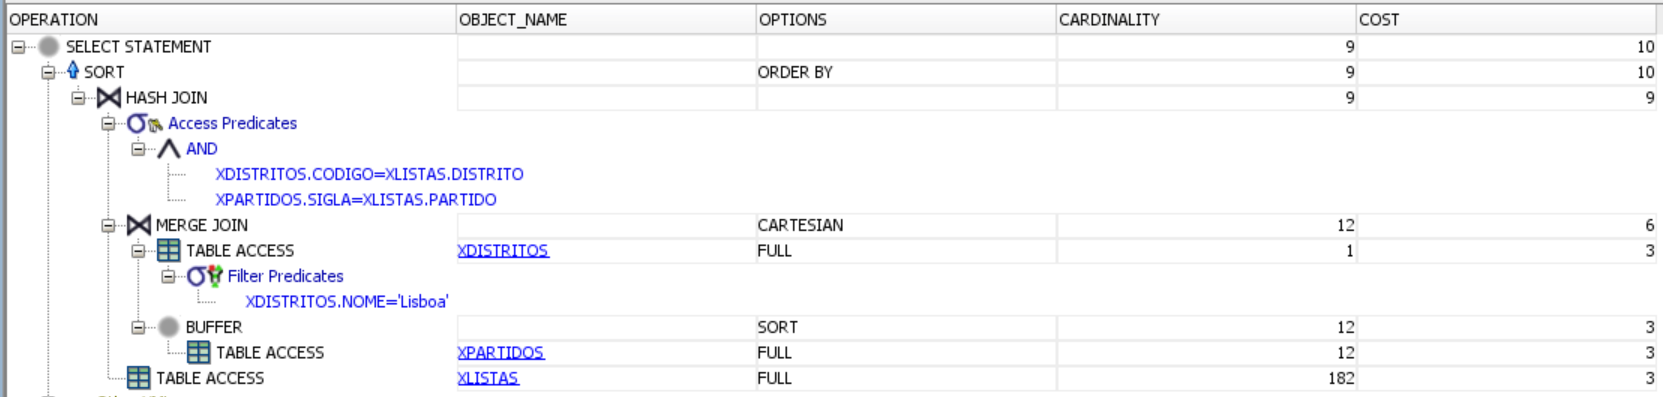 OPERATION OBJECT_NAME OPTIONS CARDINALITY COST
SELECT STATEMENT 9 10
SORT ORDER BY 9 10
HASH JOIN 9 9
Access Predicates
AND
XDISTRITOS.CODIGO=XLISTAS.DISTRITO
XPARTIDOS.SIGLA=XLISTAS.PARTIDO
MERGE JOIN CARTESIAN 12 6
TABLE ACCESS XDISTRITOS FULL 1 3
Filter Predicates
XDISTRITOS.NOME='Lisboa'
BUFFER SORT 12 3
TABLE ACCESS XPARTIDOS FULL 12 3
TABLE ACCESS XLISTAS FULL 182 3